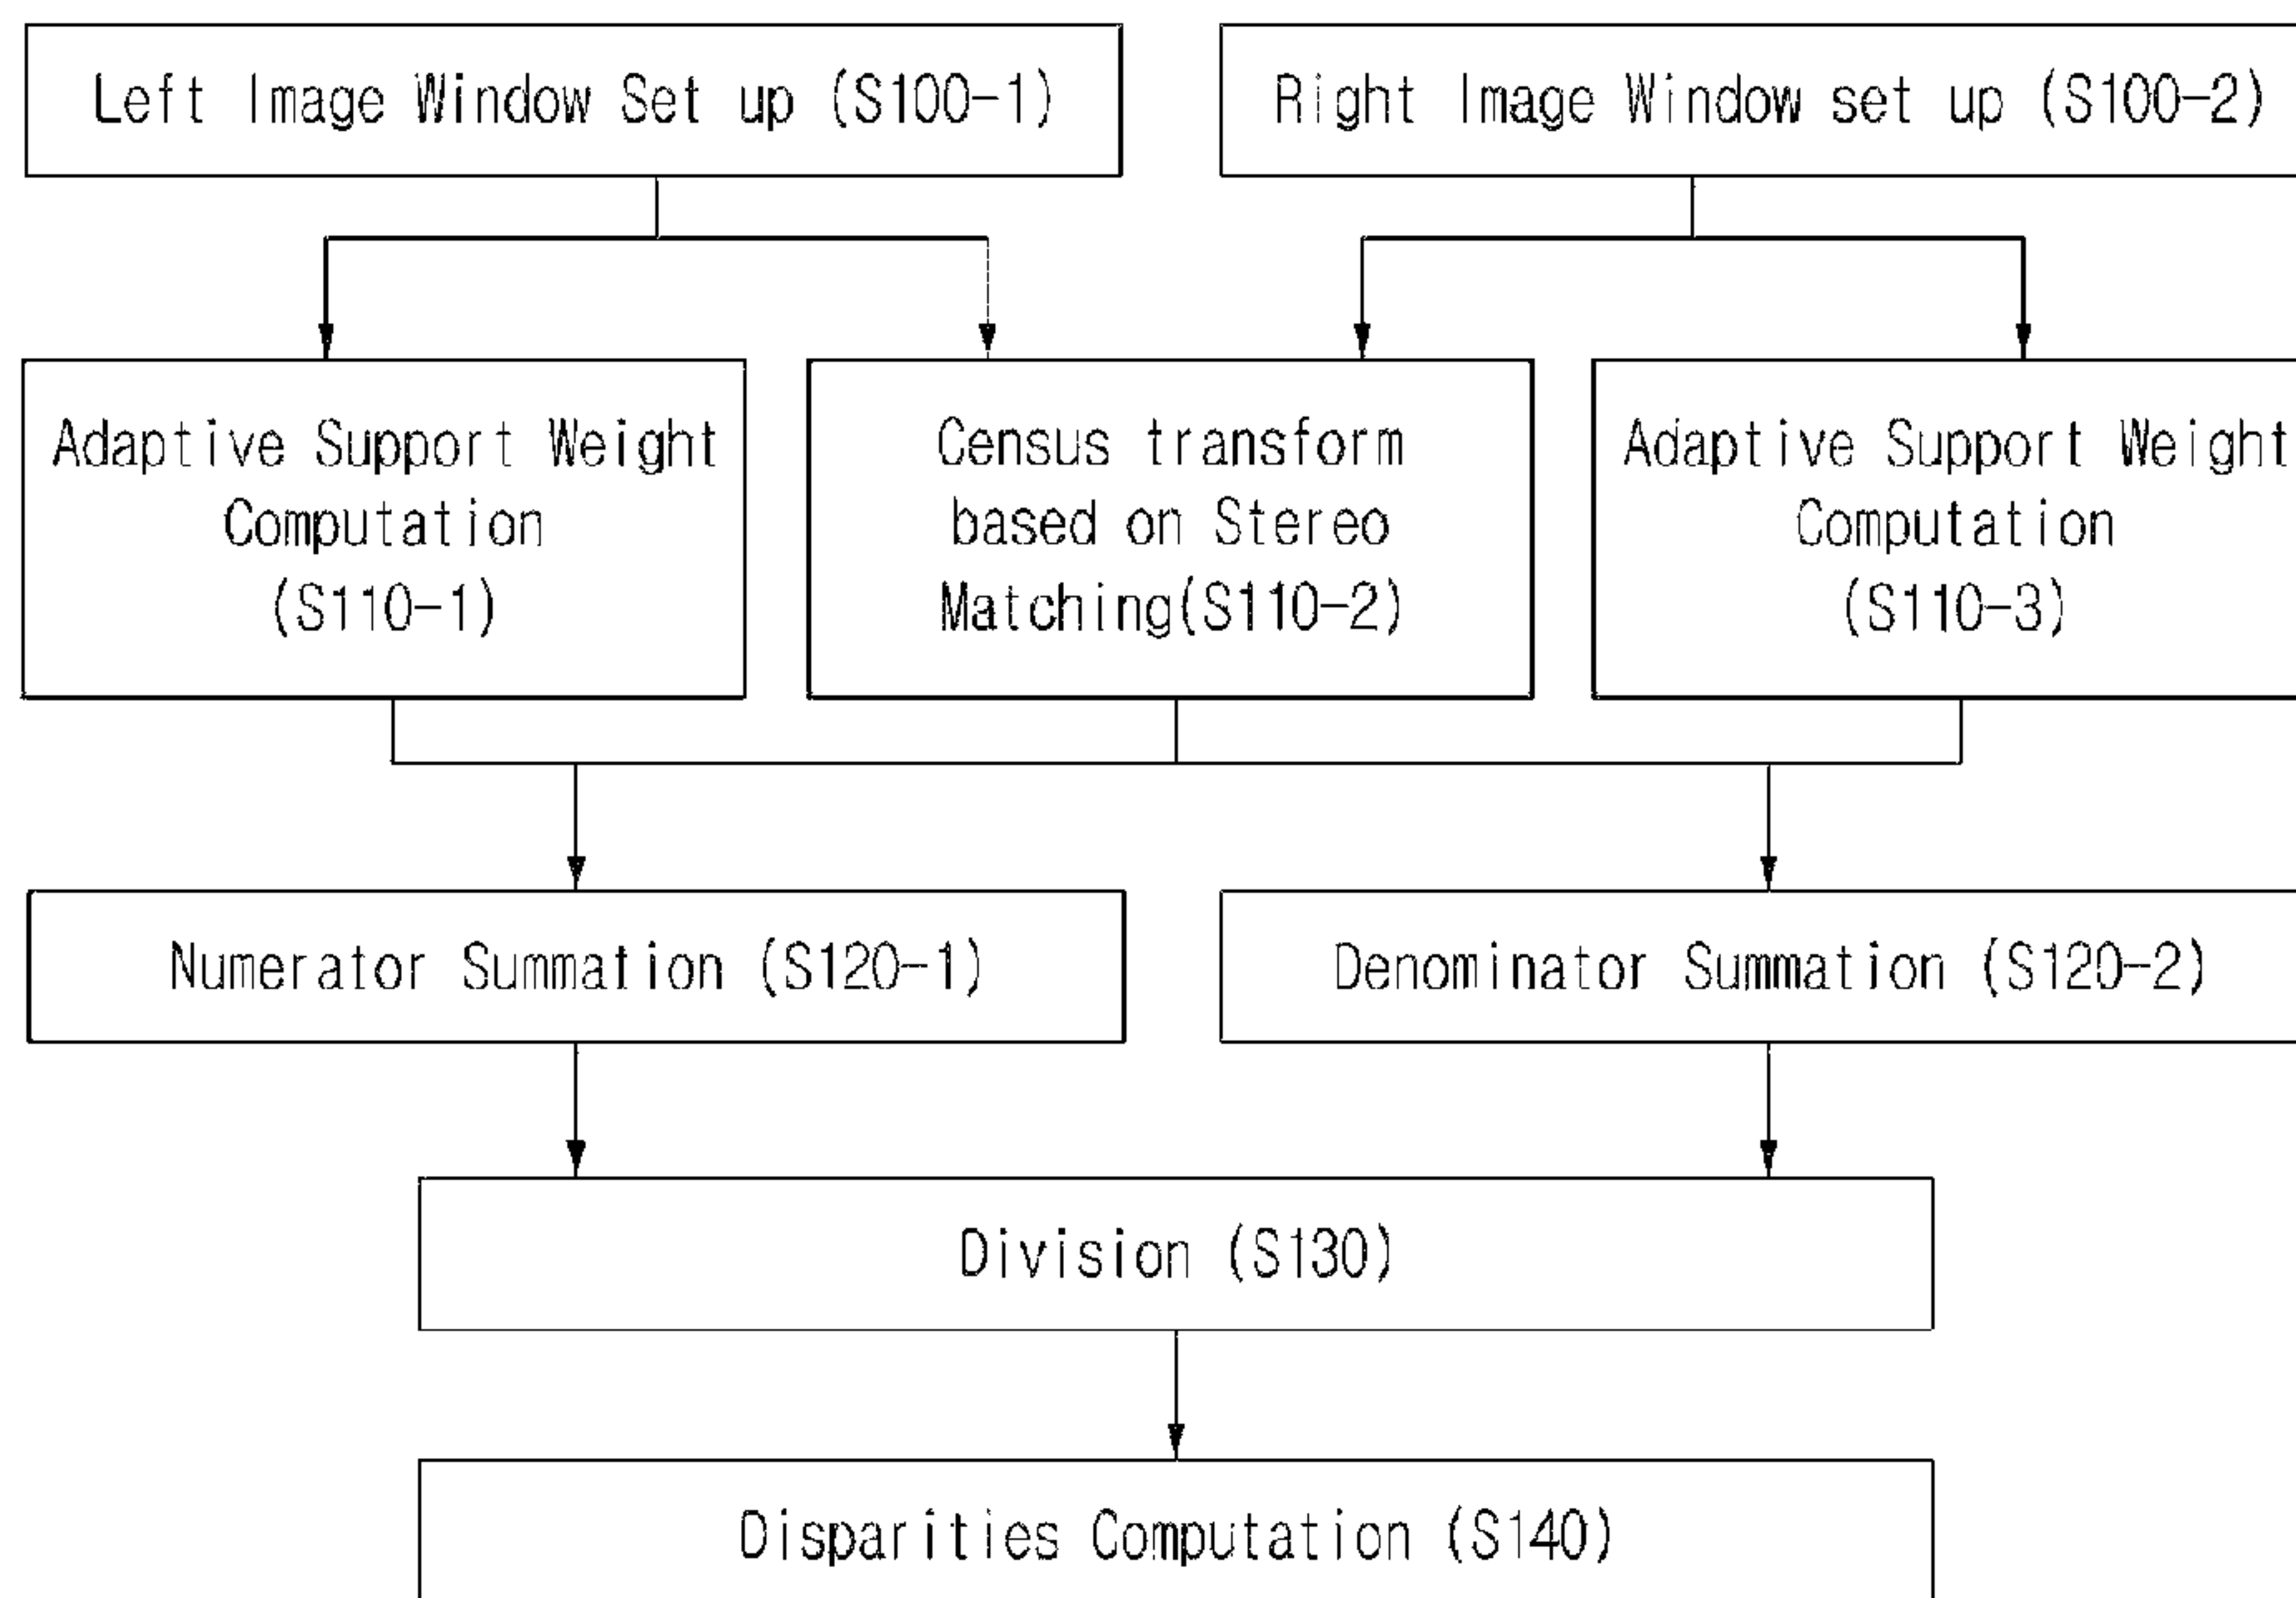 Left Image Window Set up (S100-1)
Right Image Window set up (S100-2)
Adaptive Support Weight
Computation
(S110-1)
Census transform
based on Stereo
Matching(S110-2)
Adaptive Support Weight
Computation
(S110-3)
Numerator Summation (S120-1)
Denominator Summation (S120-2)
Division (S130)
Disparities Computation (S140)